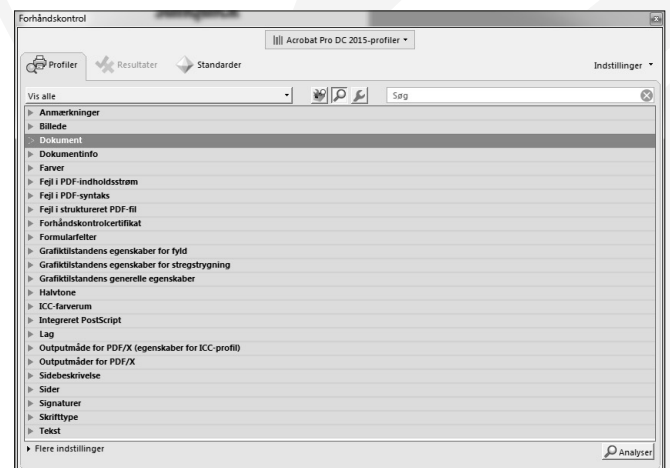 Forhåndskontrol
Acrobat Pro DC 2015-profiler
Profiler Resultater Standarder Indstillinger
Vis alle Søg
Anmærkninger
Billede
Dokument
Dokumentinfo
Farver
Fejl i PDF-indholdsstrøm
Fejl i PDF-syntaks
Fejl i struktureret PDF-fil
Forhåndskontrolcertifikat
Formularfelter
Grafiktilstandens egenskaber for fyld
Grafiktilstandens egenskaber for stregstrygning
Grafiktilstandens generelle egenskaber
Halvtone
ICC-farverum
Integreret PostScript
Lag
Outputmåde for PDF/X (egenskaber for ICC-profil)
Outputmåder for PDF/X
Sidebeskrivelse
Sider
Signaturer
Skrifttype
Tekst
Flere indstillinger Analyser